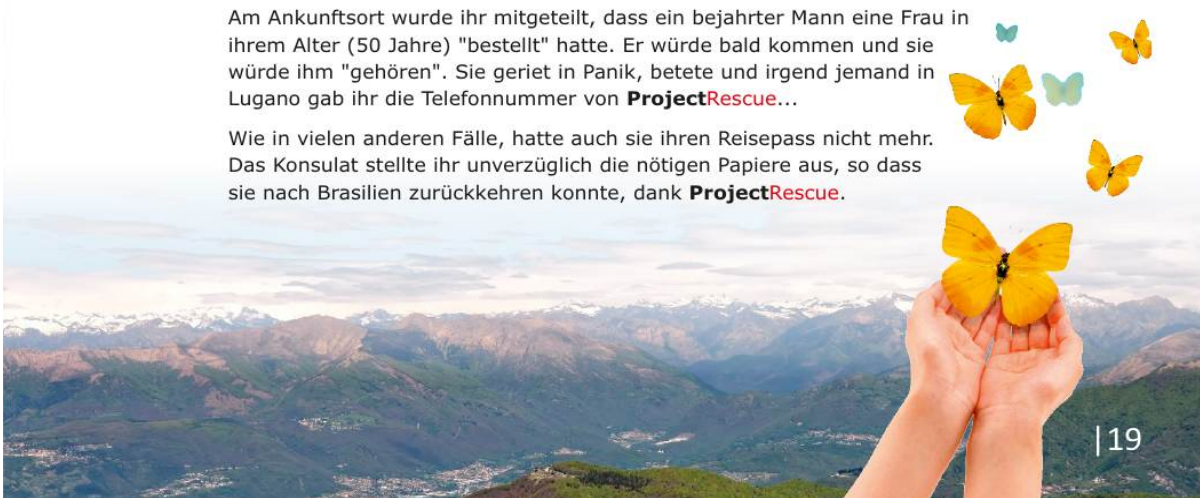 Am Ankunftsort wurde ihr mitgeteilt, dass ein bejahrter Mann eine Frau in
ihrem Alter (50 Jahre) "bestellt" hatte. Er würde bald kommen und sie
würde ihm "gehören". Sie geriet in Panik, betete und irgend jemand in
Lugano gab ihr die Telefonnummer von ProjectRescue...
Wie in vielen anderen Fälle, hatte auch sie ihren Reisepass nicht mehr.
Das Konsulat stellte ihr unverzüglich die nötigen Papiere aus, so dass
sie nach Brasilien zurückkehren konnte, dank ProjectRescue.
|19